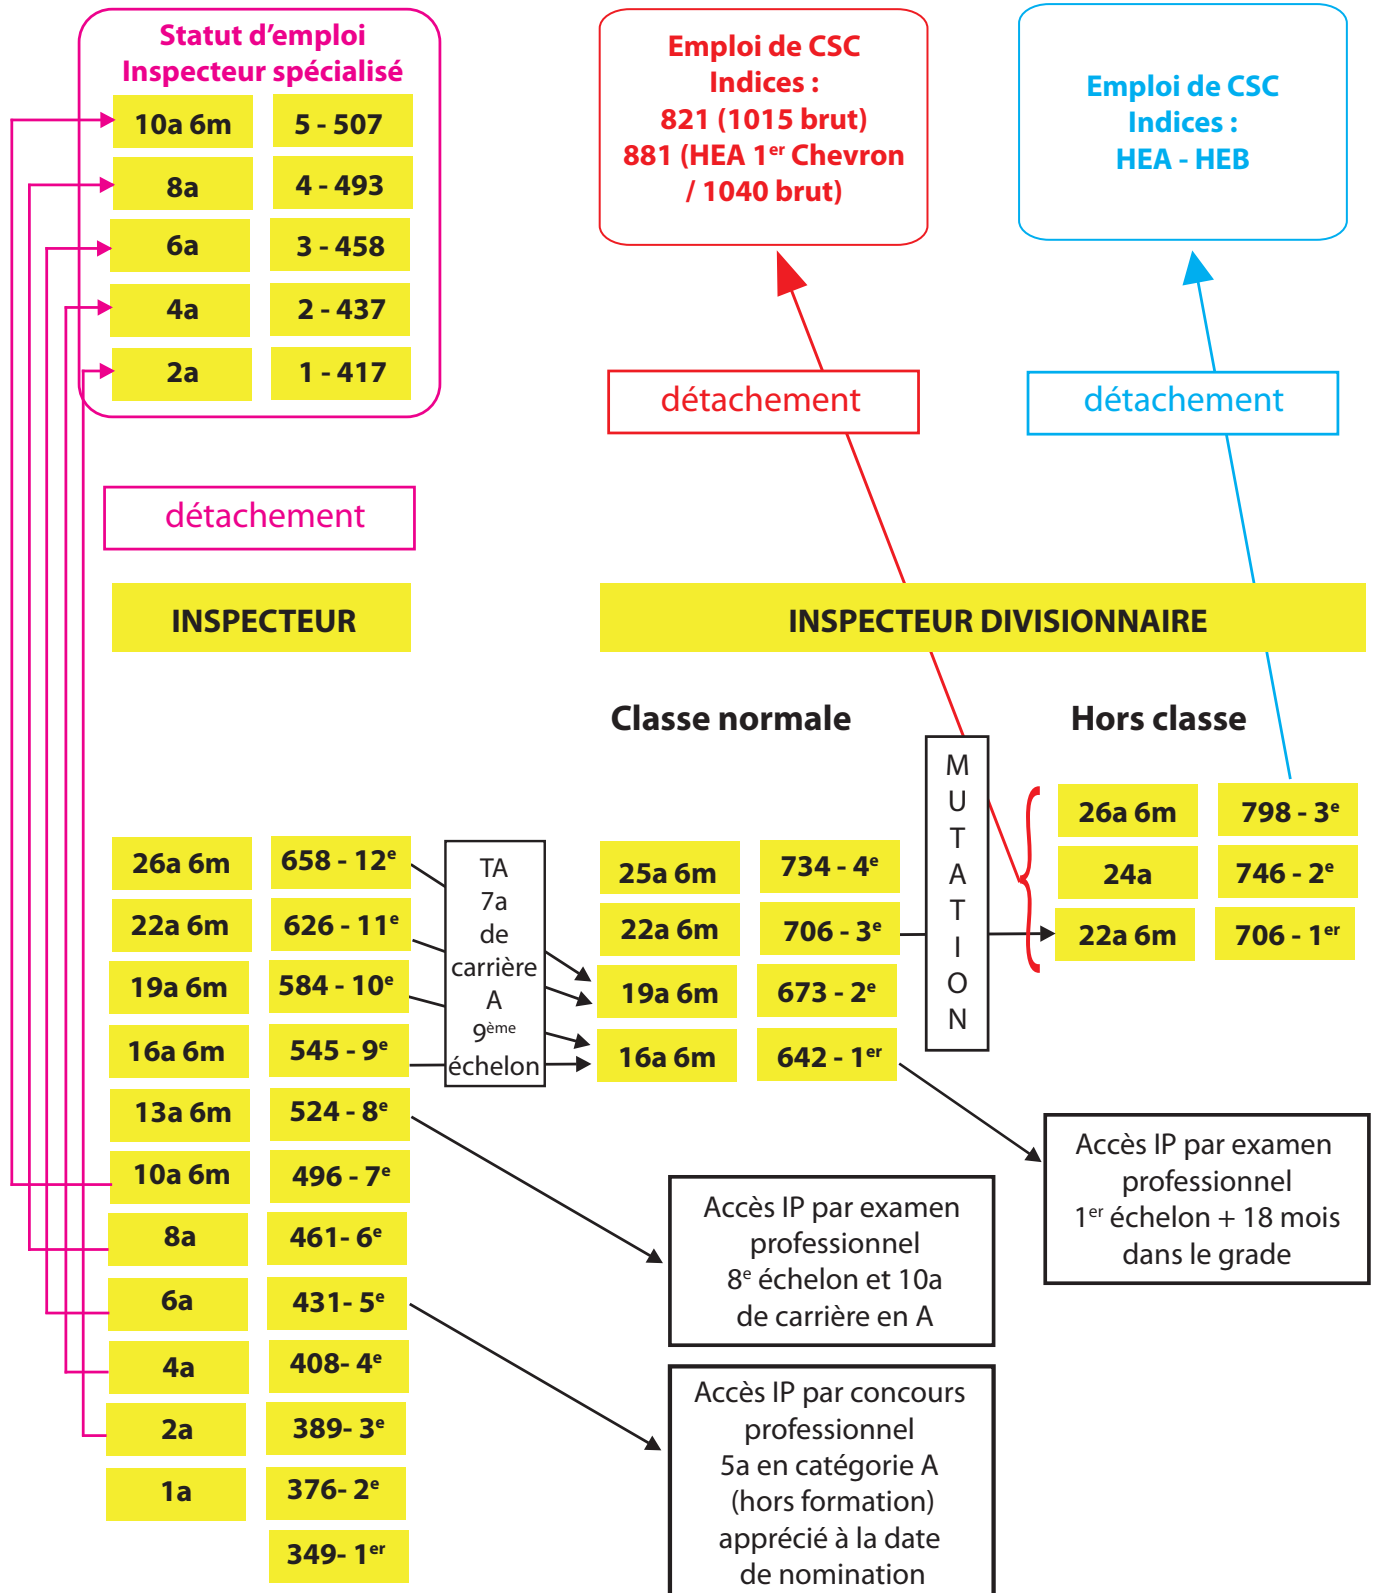 Statut d’emploi
Inspecteur spécialisé
10a 6m 5 - 507
8a 4 - 493
6a 3 - 458
4a 2 - 437
2a 1 - 417
détachement
INSPECTEUR
Emploi de CSC
Indices :
821 (1015 brut)
881 (HEA 1er Chevron
/ 1040 brut)
détachement
Emploi de CSC
Indices :
HEA - HEB
détachement
INSPECTEUR DIVISIONNAIRE
Classe normale
Hors classe
26a 6m 658 - 12e
22a 6m 626 - 11e
19a 6m 584 - 10e
16a 6m 545 - 9e
13a 6m 524 - 8e
10a 6m 496 - 7e
8a 461- 6e
6a 431- 5e
4a 408- 4e
2a 389- 3e
1a 376- 2e
349- 1er
TA
7a
de
carrière
A
9ème
échelon
25a 6m 734 - 4e
22a 6m 706 - 3e
19a 6m 673 - 2e
16a 6m 642 - 1er
M
U
T
A
T
I
O
N
26a 6m 798 - 3e
24a 746 - 2e
22a 6m 706 - 1er
Accès IP par examen
professionnel
1er échelon + 18 mois
dans le grade
Accès IP par examen
professionnel
8e échelon et 10a
de carrière en A
Accès IP par concours
professionnel
5a en catégorie A
(hors formation)
apprécié à la date
de nomination